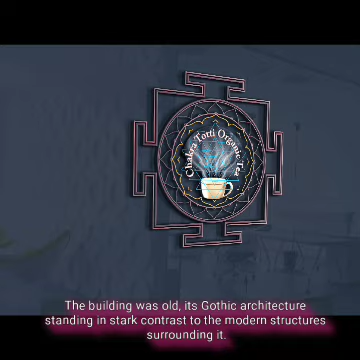 Chakra Totti Organic Tea
The building was old, its Gothic architecture
standing in stark contrast to the modern structures
surrounding it.